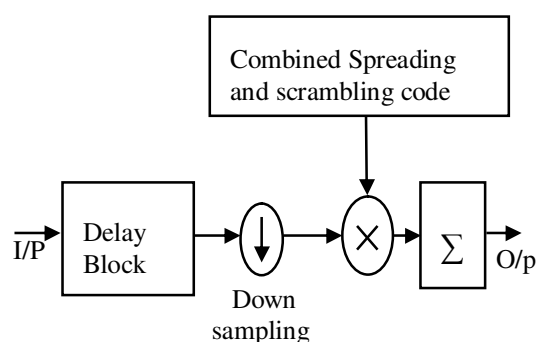 Combined Spreading
and scrambling code
I/P
Delay
Block
Down
sampling
×
∑
O/p